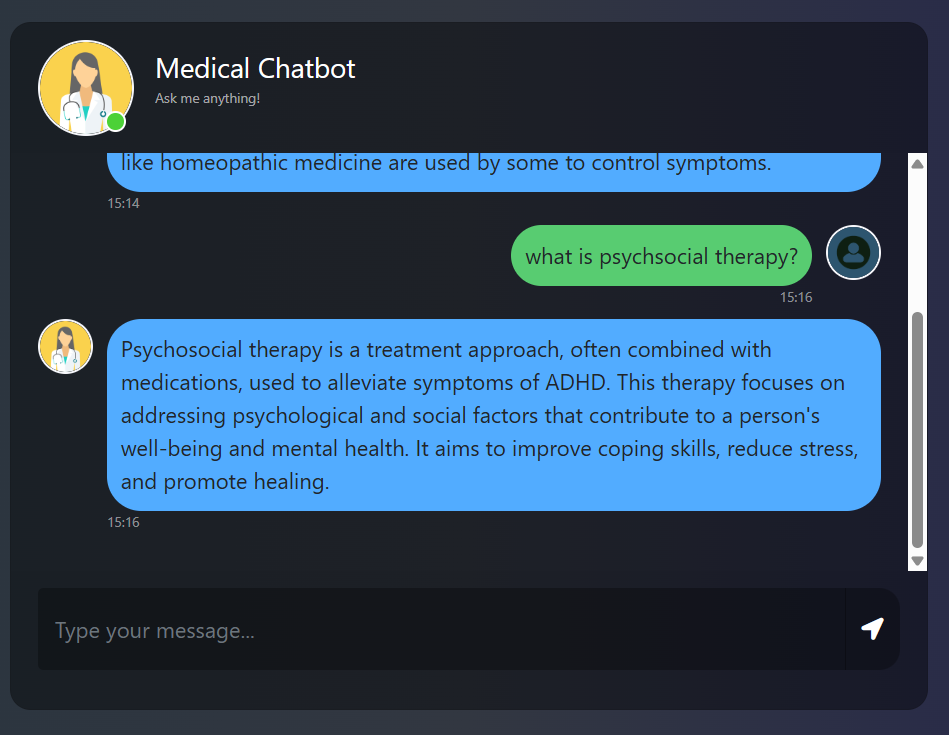 Medical Chatbot
Ask me anything!
like homeopathic medicine are used by some to control symptoms.
15:14
what is psychsocial therapy?
15:16
Psychosocial therapy is a treatment approach, often combined with
medications, used to alleviate symptoms of ADHD. This therapy focuses on
addressing psychological and social factors that contribute to a person's
well-being and mental health. It aims to improve coping skills, reduce stress,
and promote healing.
15:16
Type your message...